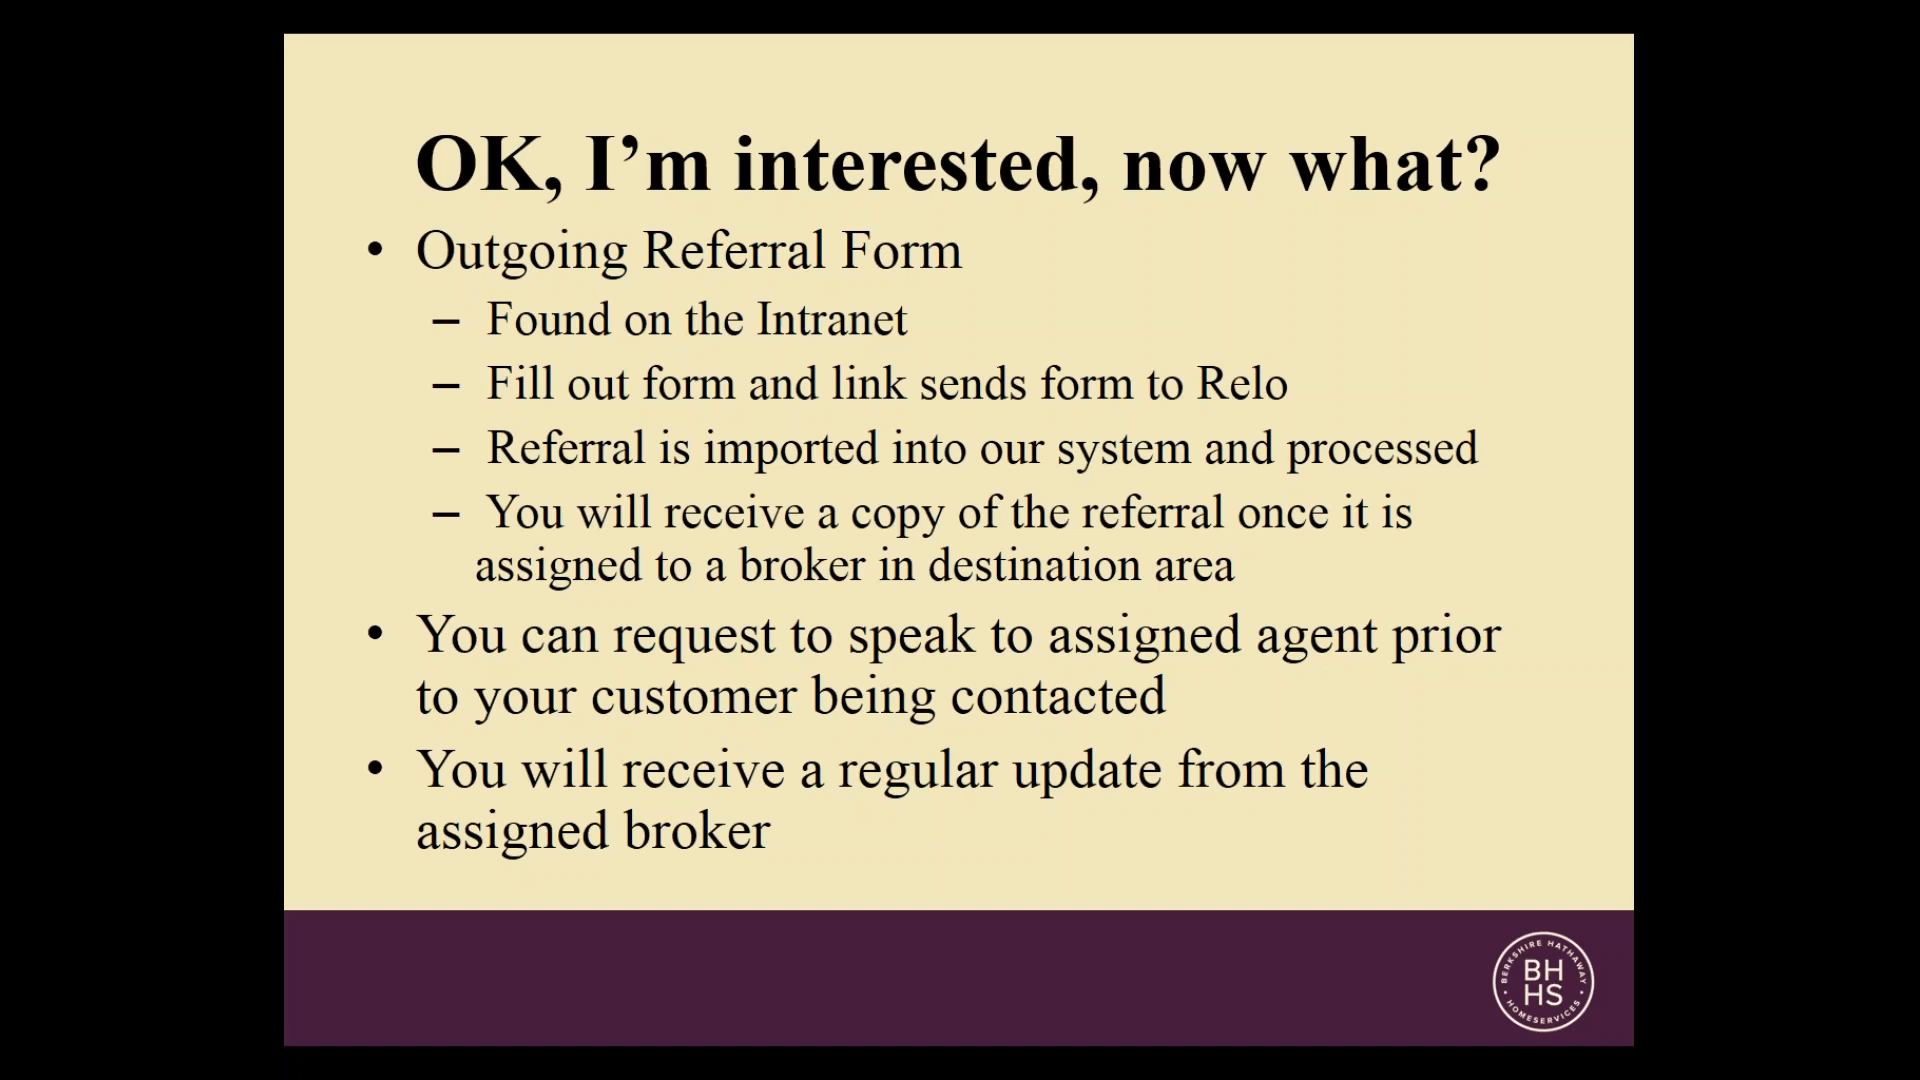 OK, I’m interested, now what?
• Outgoing Referral Form
– Found on the Intranet
– Fill out form and link sends form to Relo
– Referral is imported into our system and processed
– You will receive a copy of the referral once it is
assigned to a broker in destination area
• You can request to speak to assigned agent prior
to your customer being contacted
• You will receive a regular update from the
assigned broker
BERKSHIRE HATHAWAY
BH
HS
HOMESERVICES